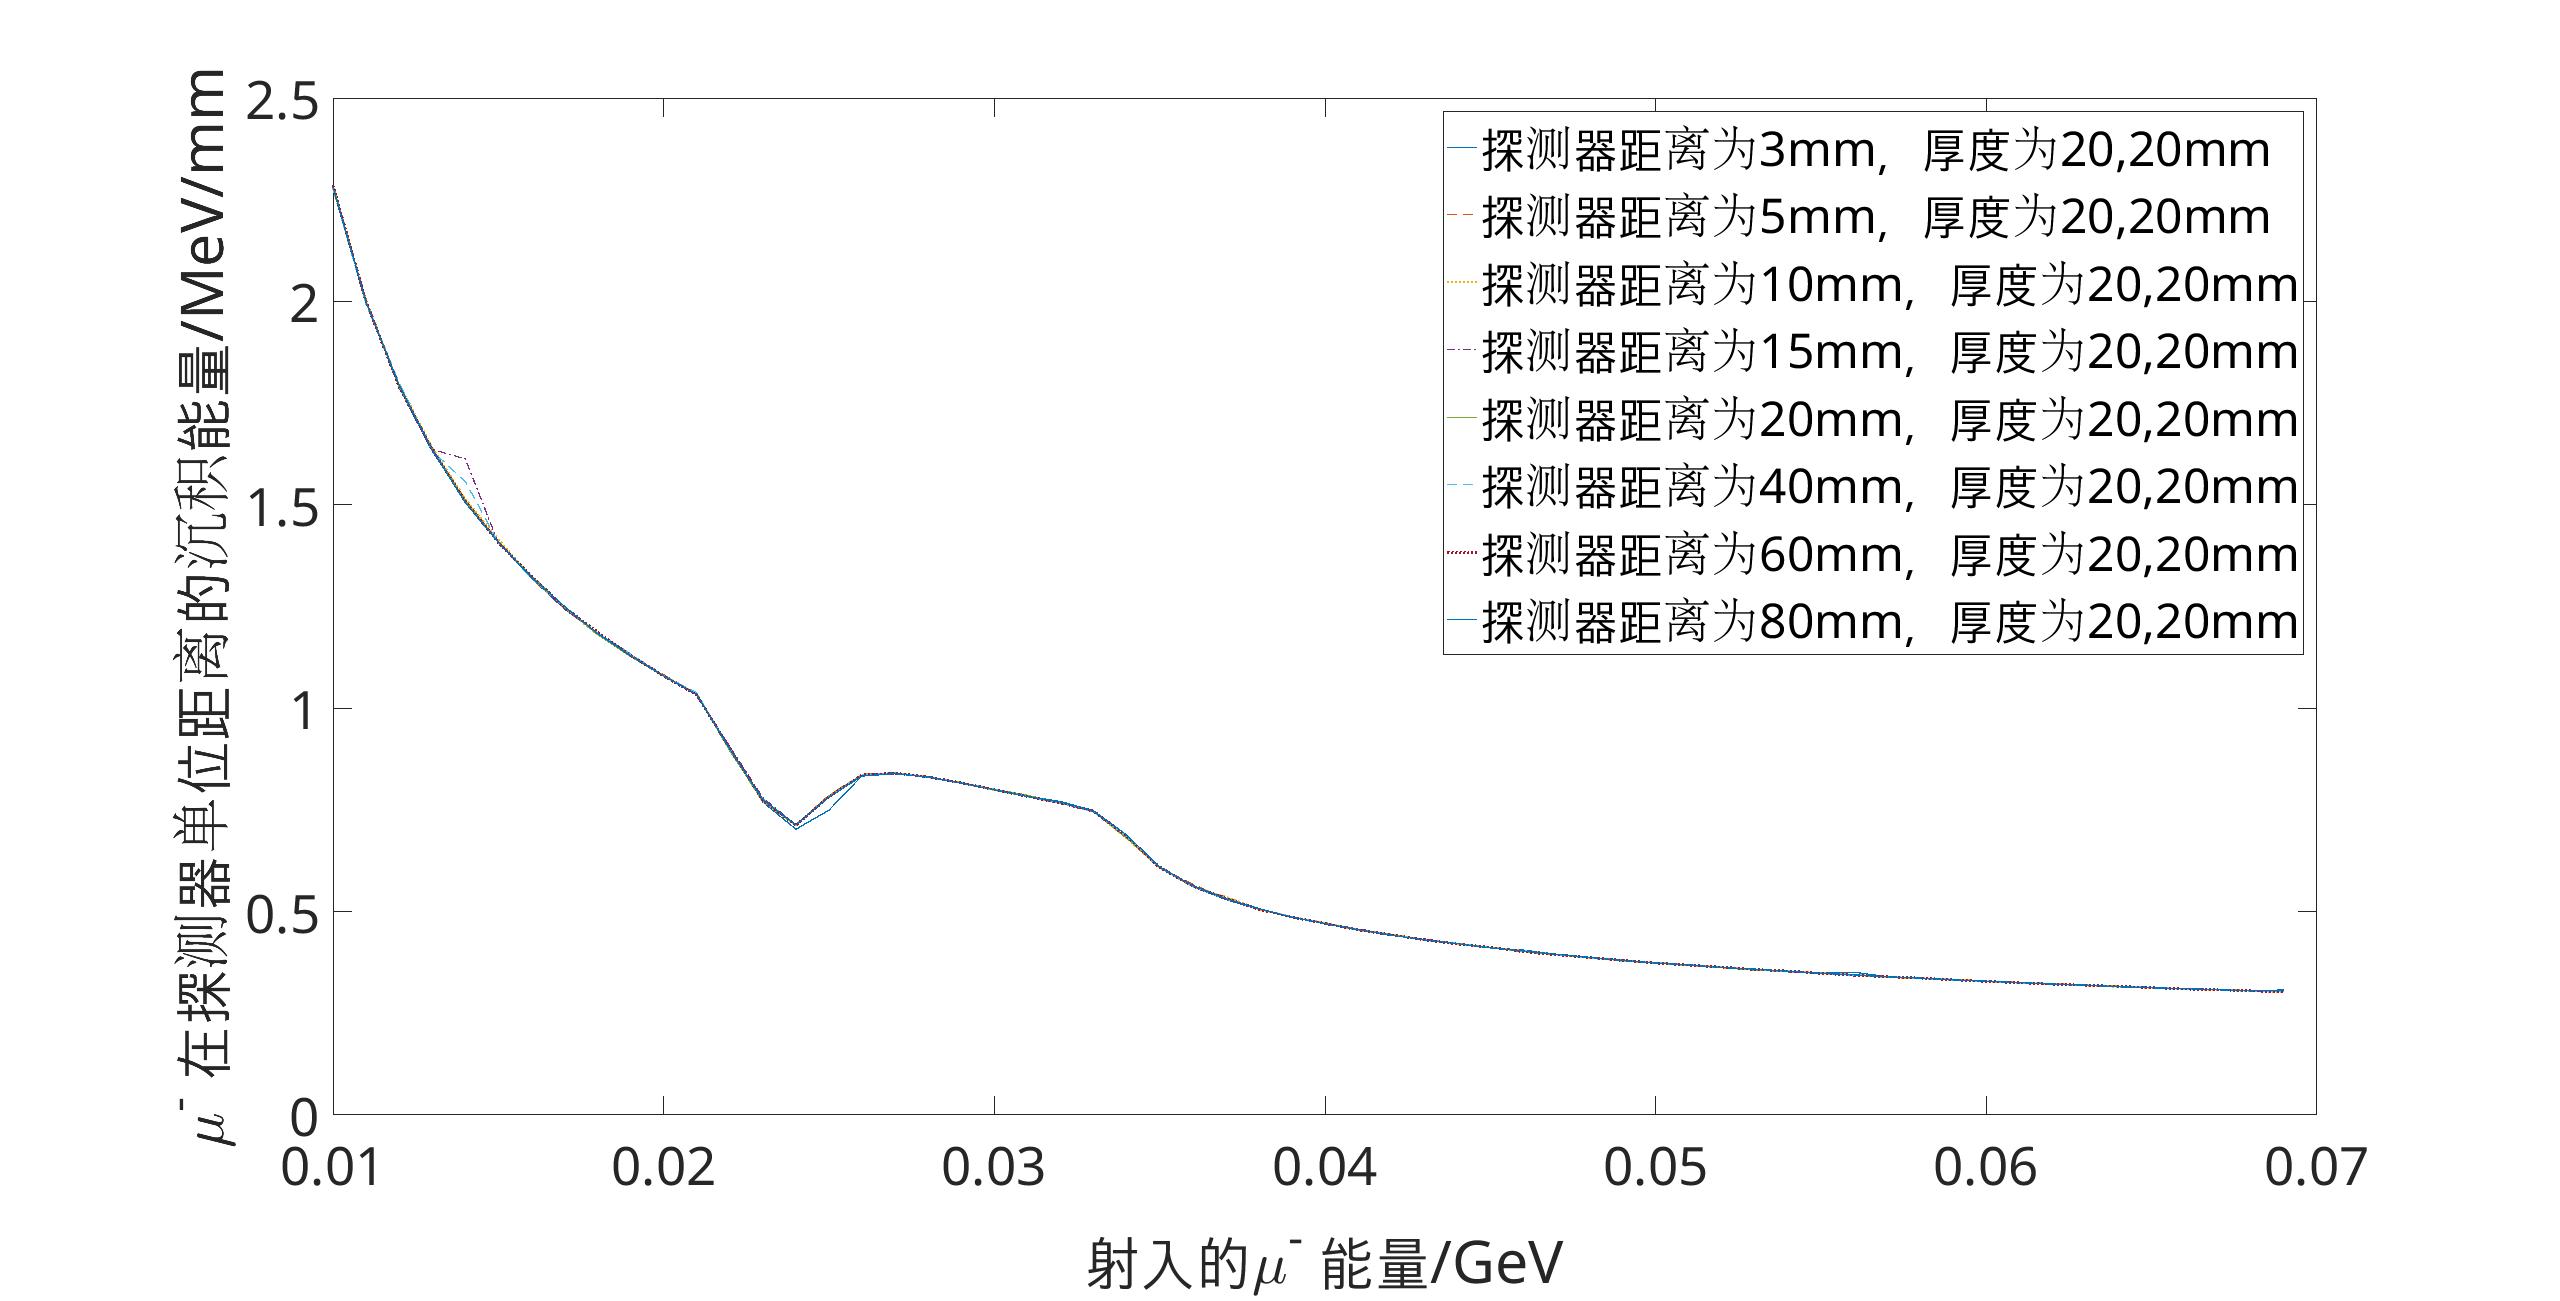 μ⁻ 在探测器单位距离的沉积能量/MeV/mm
2.5
2
1.5
1
0.5
0
探测器距离为3mm，厚度为20,20mm
探测器距离为5mm，厚度为20,20mm
探测器距离为10mm，厚度为20,20mm
探测器距离为15mm，厚度为20,20mm
探测器距离为20mm，厚度为20,20mm
探测器距离为40mm，厚度为20,20mm
探测器距离为60mm，厚度为20,20mm
探测器距离为80mm，厚度为20,20mm
0.01 0.02 0.03 0.04 0.05 0.06 0.07
射入的μ⁻ 能量/GeV